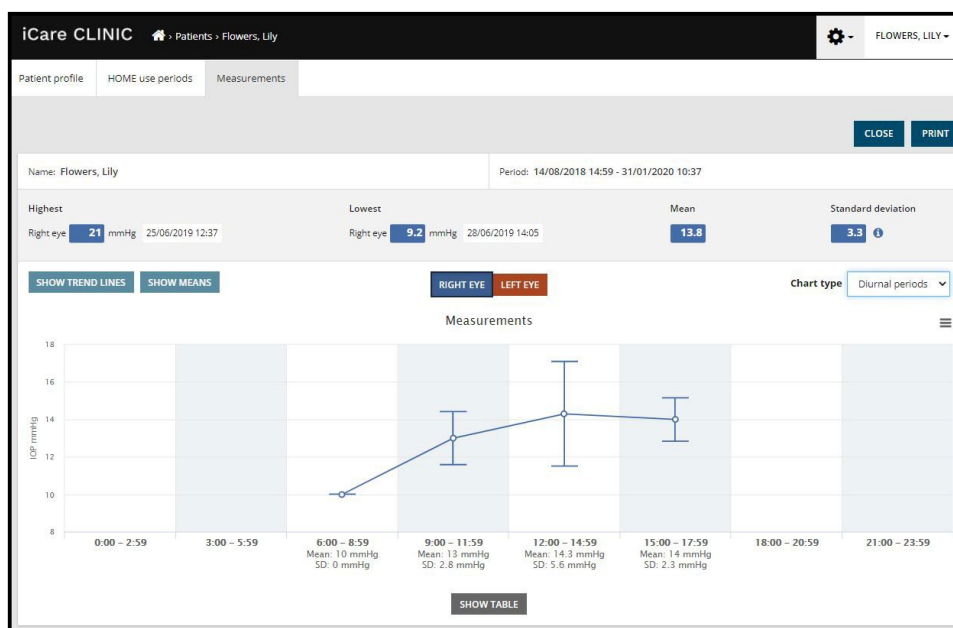 iCare CLINIC › Patients › Flowers, Lily FLOWERS, LILY
Patient profile HOME use periods Measurements
CLOSE PRINT
Name: Flowers, Lily Period: 14/08/2018 14:59 - 31/01/2020 10:37
Highest Lowest Mean Standard deviation
Right eye 21 mmHg 25/06/2019 12:37 Right eye 9.2 mmHg 28/06/2019 14:05 13.8 3.3 i
SHOW TREND LINES SHOW MEANS RIGHT EYE LEFT EYE Chart type Diurnal periods
Measurements
18
16
14
12
10
8
IOP mmHg
0:00 – 2:59 3:00 – 5:59 6:00 – 8:59 9:00 – 11:59 12:00 – 14:59 15:00 – 17:59 18:00 – 20:59 21:00 – 23:59
Mean: 10 mmHg Mean: 13 mmHg Mean: 14.3 mmHg Mean: 14 mmHg
SD: 0 mmHg SD: 2.8 mmHg SD: 5.6 mmHg SD: 2.3 mmHg
SHOW TABLE